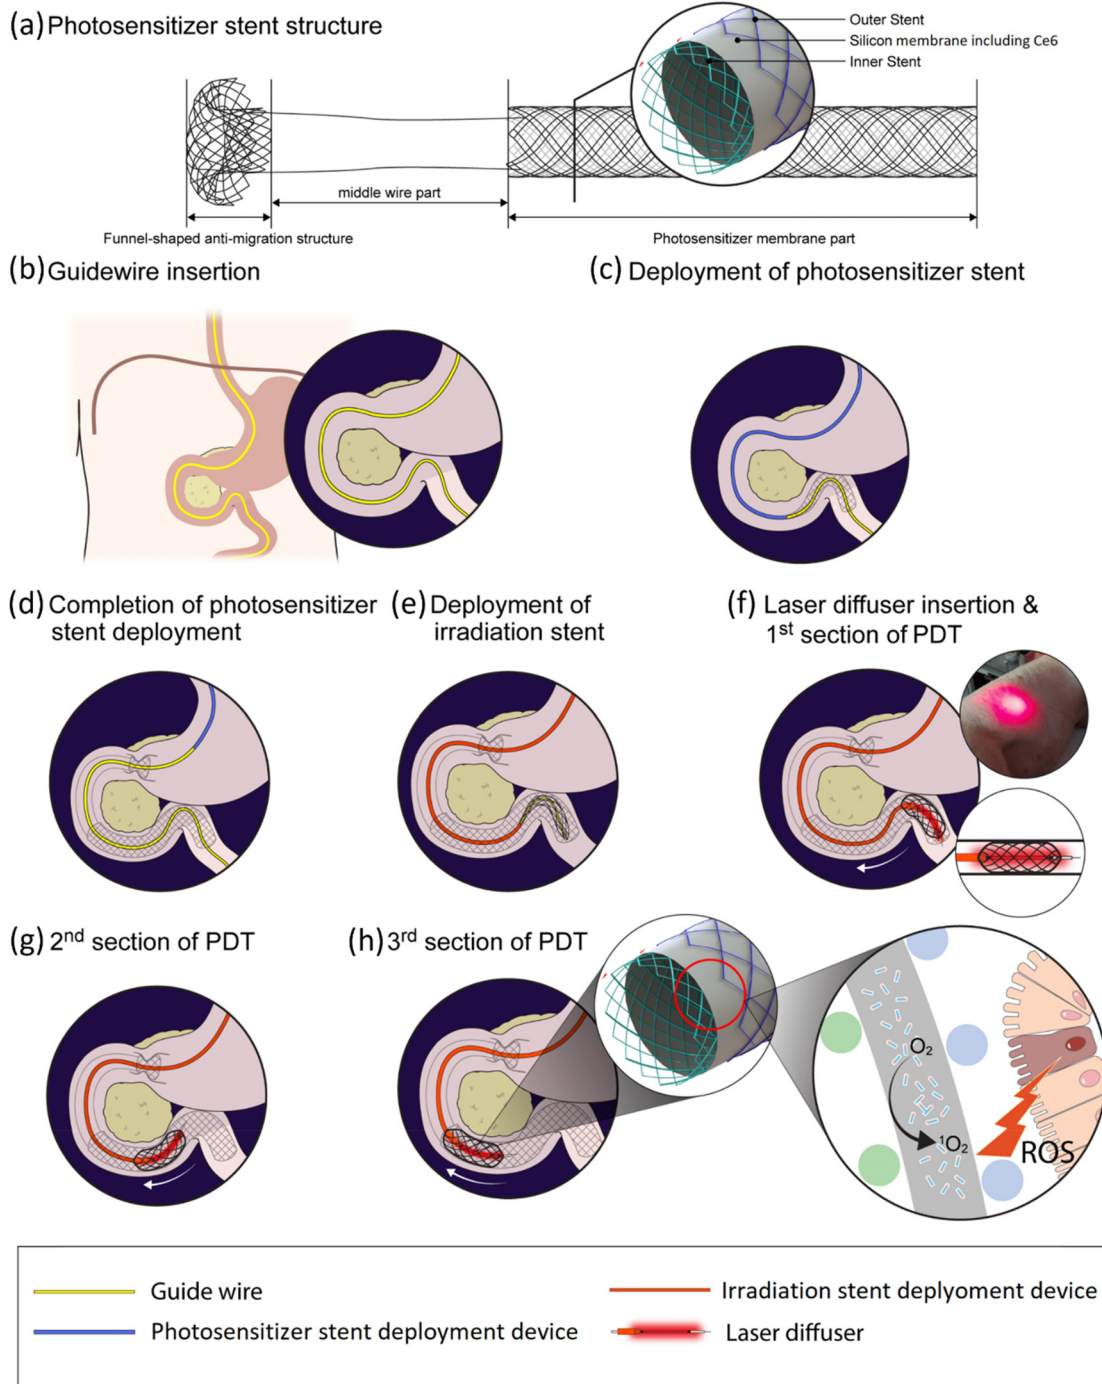 (a) Photosensitizer stent structure
Outer Stent
Silicon membrane including Ce6
Inner Stent
middle wire part
Funnel-shaped anti-migration structure
Photosensitizer membrane part
(b) Guidewire insertion
(c) Deployment of photosensitizer stent
(d) Completion of photosensitizer
stent deployment
(e) Deployment of
irradiation stent
(f) Laser diffuser insertion &
1st section of PDT
(g) 2nd section of PDT
(h) 3rd section of PDT
O2
1O2
ROS
Guide wire
Irradiation stent deplyoment device
Photosensitizer stent deployment device
Laser diffuser